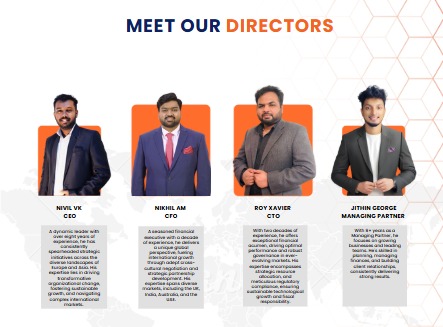 MEET OUR DIRECTORS
NIVIL VK
CEO
A dynamic leader with
over eight years of
experience, he has
consistently
spearheaded strategic
initiatives across the
diverse landscapes of
Europe and Asia. His
expertise lies in driving
transformative
organizational change,
fostering sustainable
growth, and navigating
complex international
markets.
NIKHIL AM
CFO
A seasoned financial
executive with a decade
of experience, he delivers
a unique global
perspective, fueling
international growth
through adept cross-
cultural negotiation and
strategic partnership
development. His
expertise spans diverse
markets, including the UK,
India, Australia, and the
UAE.
ROY XAVIER
CTO
With two decades of
experience, he offers
exceptional financial
acumen, driving optimal
performance and robust
governance in ever-
evolving markets. His
expertise encompasses
strategic resource
allocation, and
meticulous regulatory
compliance, ensuring
sustainable technological
growth and fiscal
responsibility.
JITHIN GEORGE
MANAGING PARTNER
With 8+ years as a
Managing Partner, he
focuses on growing
businesses and leading
teams. He's skilled in
planning, managing
finances, and building
client relationships,
consistently delivering
strong results.